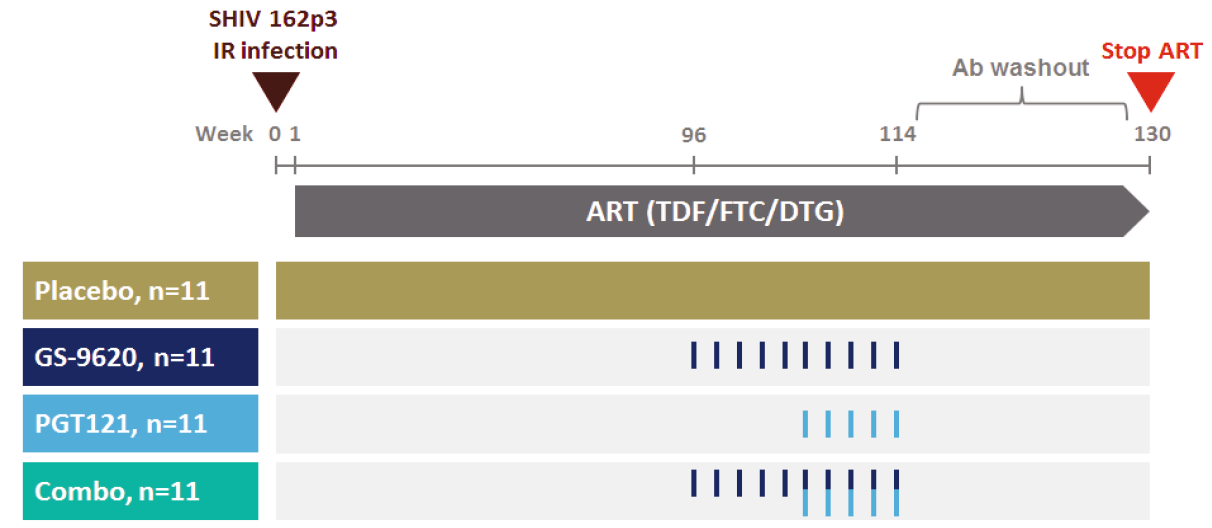 SHIV 162p3
IR infection
Stop ART
Ab washout
Week 0 1 96 114 130
ART (TDF/FTC/DTG)
Placebo, n=11
GS-9620, n=11
PGT121, n=11
Combo, n=11